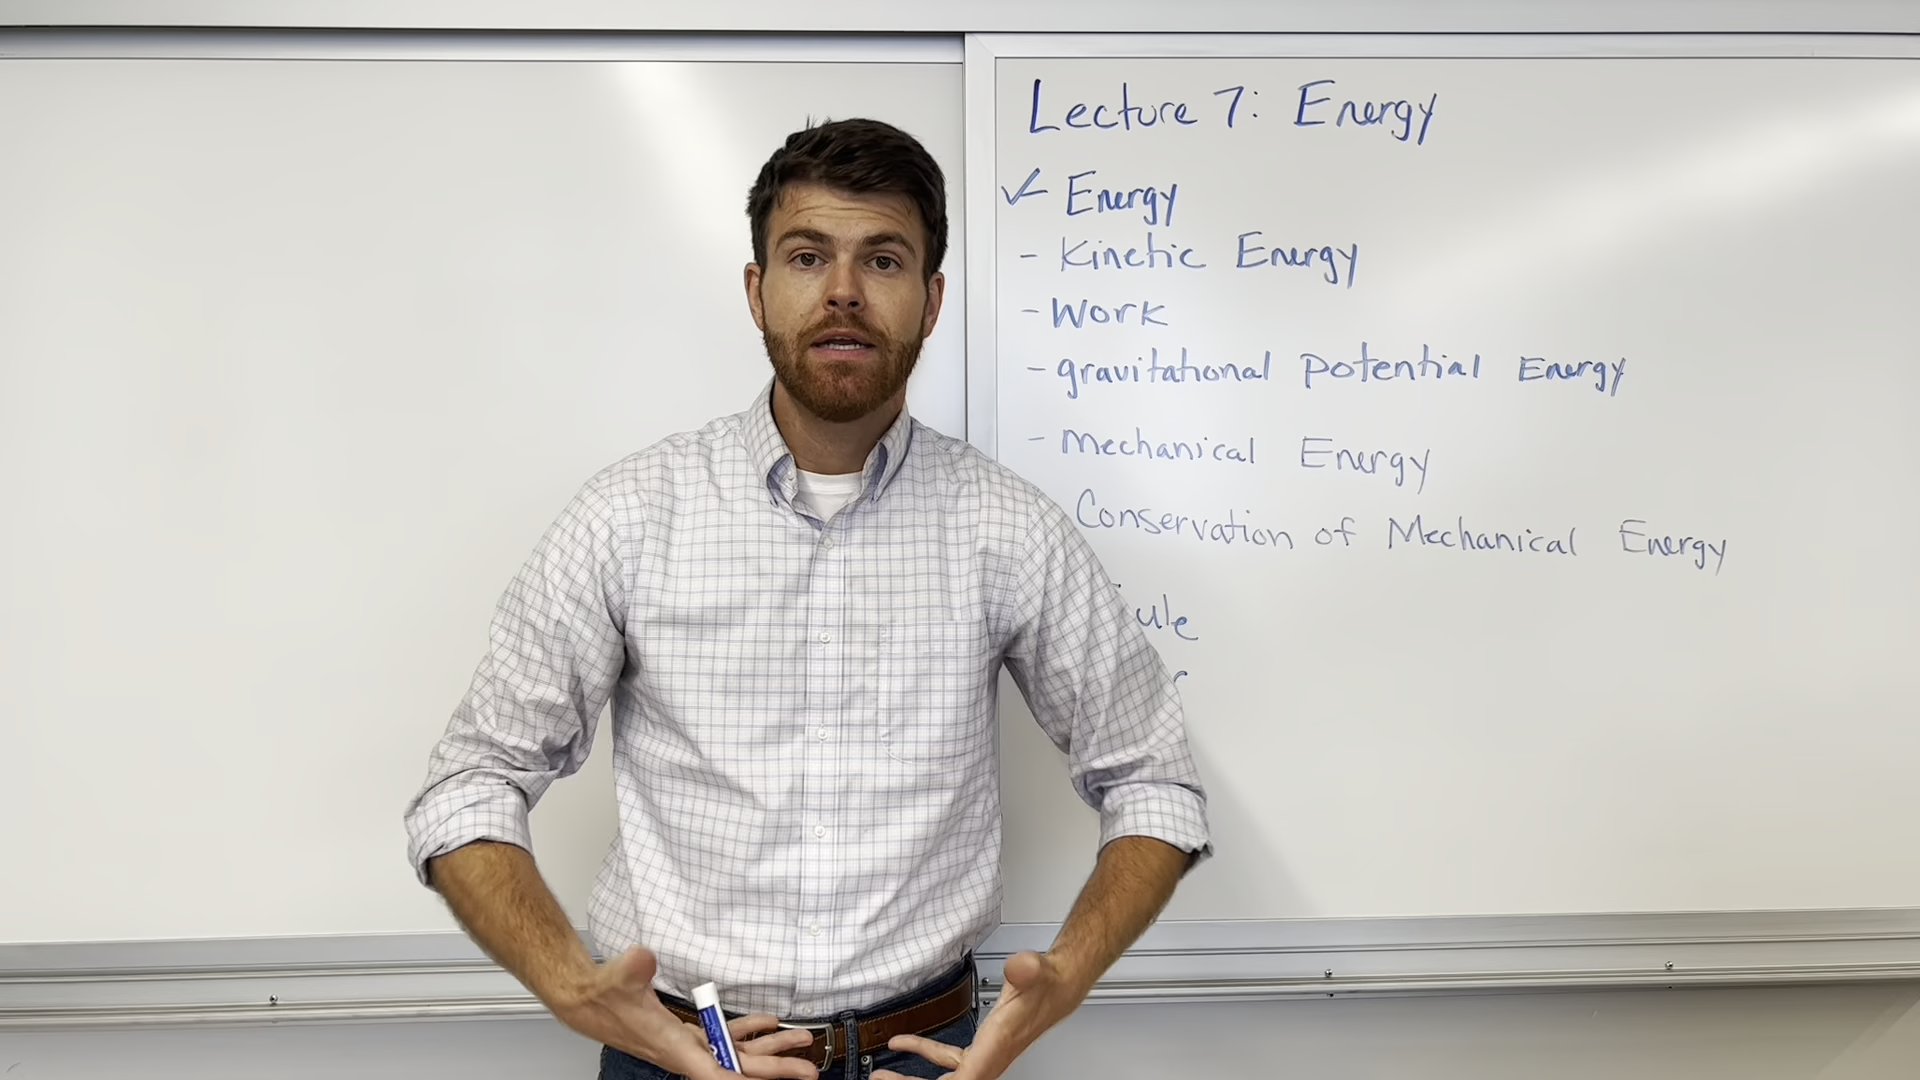 Lecture 7: Energy
✓ Energy
- Kinetic Energy
- Work
- gravitational potential Energy
- Mechanical Energy
Conservation of Mechanical Energy